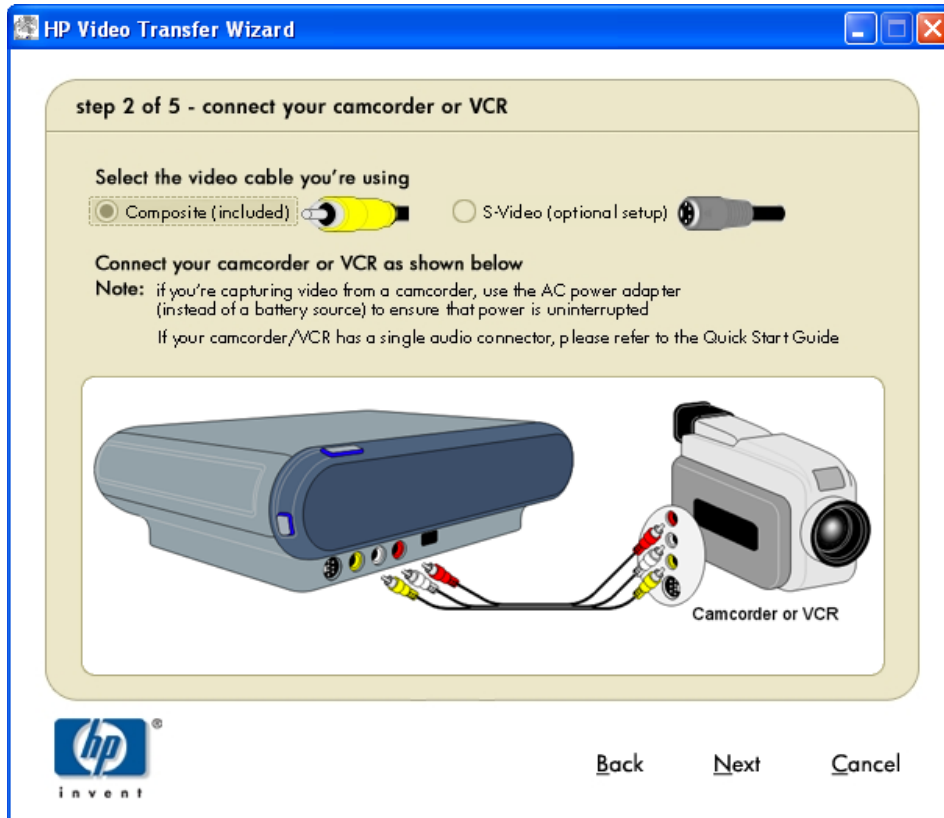 HP Video Transfer Wizard
step 2 of 5 - connect your camcorder or VCR
Select the video cable you're using
Composite (included)
S-Video (optional setup)
Connect your camcorder or VCR as shown below
Note: if you're capturing video from a camcorder, use the AC power adapter
(instead of a battery source) to ensure that power is uninterrupted
If your camcorder/VCR has a single audio connector, please refer to the Quick Start Guide
Camcorder or VCR
hp
®
invent
Back
Next
Cancel